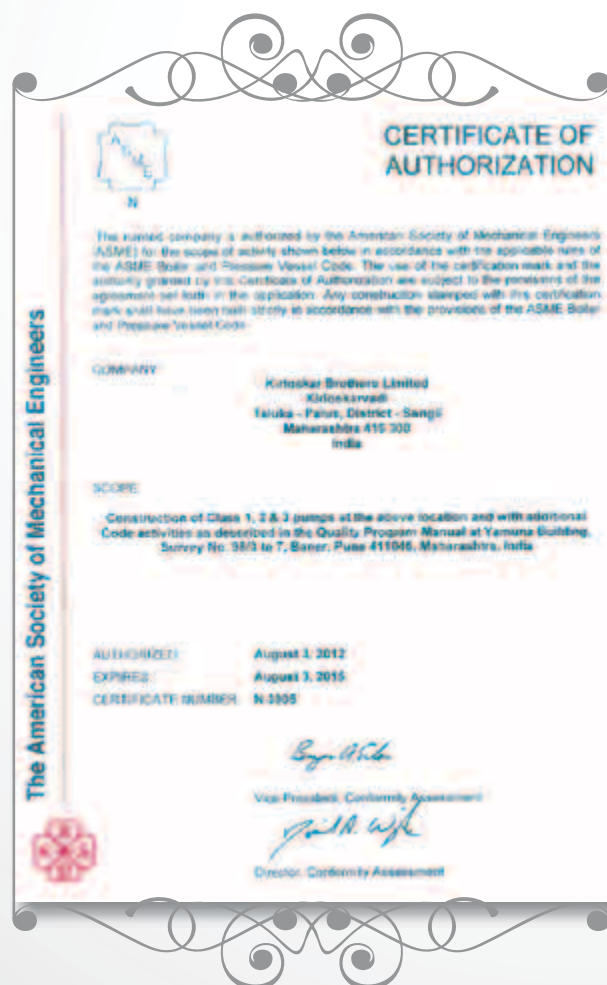 ASME
N
CERTIFICATE OF
AUTHORIZATION
The named company is authorized by the American Society of Mechanical Engineers
(ASME) for the scope of activity shown below in accordance with the applicable rules of
the ASME Boiler and Pressure Vessel Code. The use of the certification mark and the
authority granted by this Certificate of Authorization are subject to the provisions of the
agreement set forth in the application. Any construction stamped with this certification
mark shall have been built strictly in accordance with the provisions of the ASME Boiler
and Pressure Vessel Code.
COMPANY:
Kirloskar Brothers Limited
Kirloskarvadi
Taluka - Palus, District - Sangli
Maharashtra 415 308
India
SCOPE:
Construction of Class 1, 2 & 3 pumps at the above location and with additional
Code activities as described in the Quality Program Manual at Yamuna Building,
Survey No. to 7, Baner, Pune 411045, Maharashtra, India
AUTHORIZED:
August 3, 2012
EXPIRES:
August 3, 2015
CERTIFICATE NUMBER:
Vice President, Conformity Assessment
Director, Conformity Assessment
The American Society of Mechanical Engineers